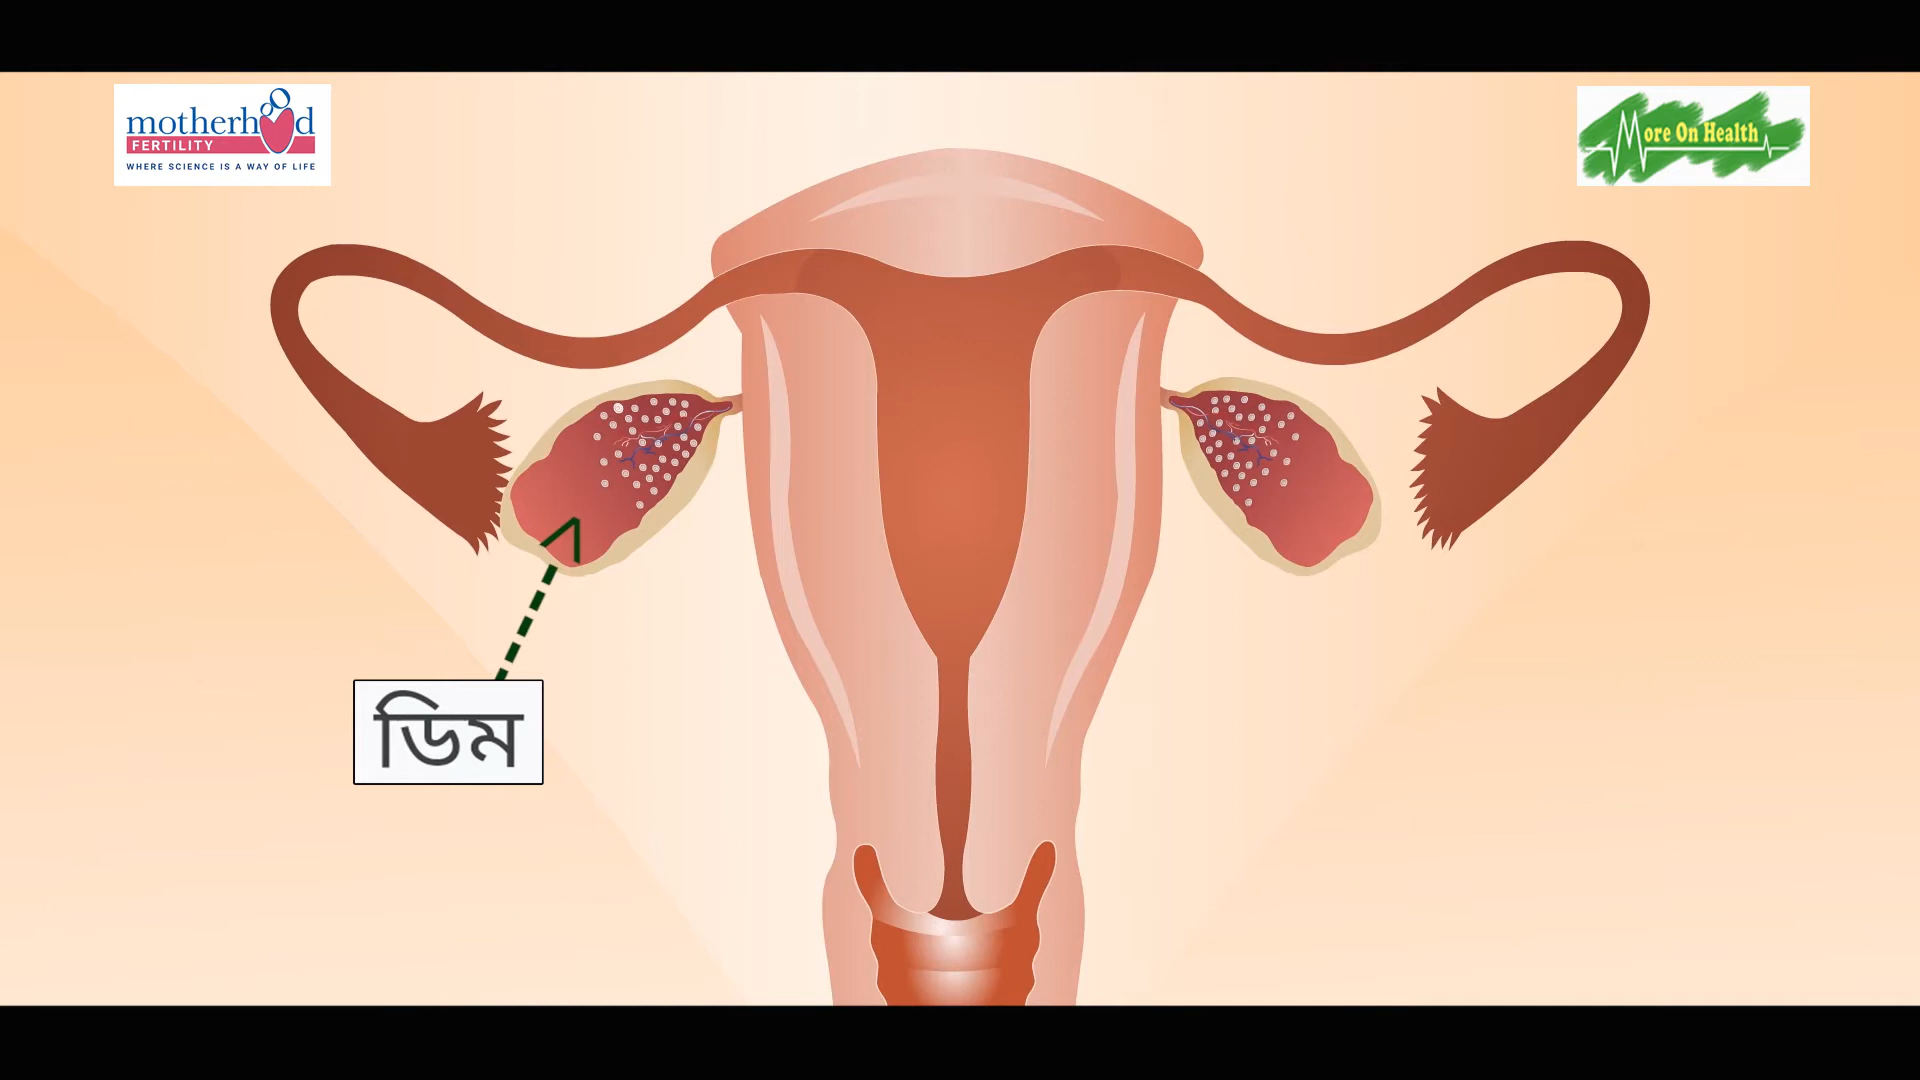 motherhood
FERTILITY
WHERE SCIENCE IS A WAY OF LIFE
More On Health
ডিম